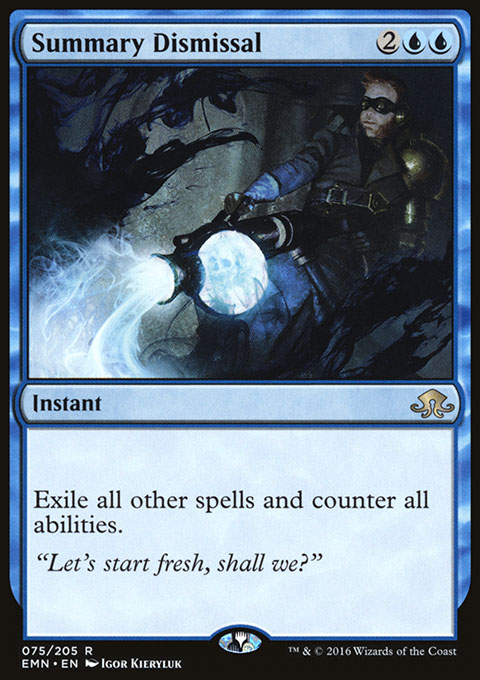 Summary Dismissal 2
Instant
Exile all other spells and counter all
abilities.
“Let’s start fresh, shall we?”
075/205 R
EMN • EN Igor Kieryluk
™ & © 2016 Wizards of the Coast